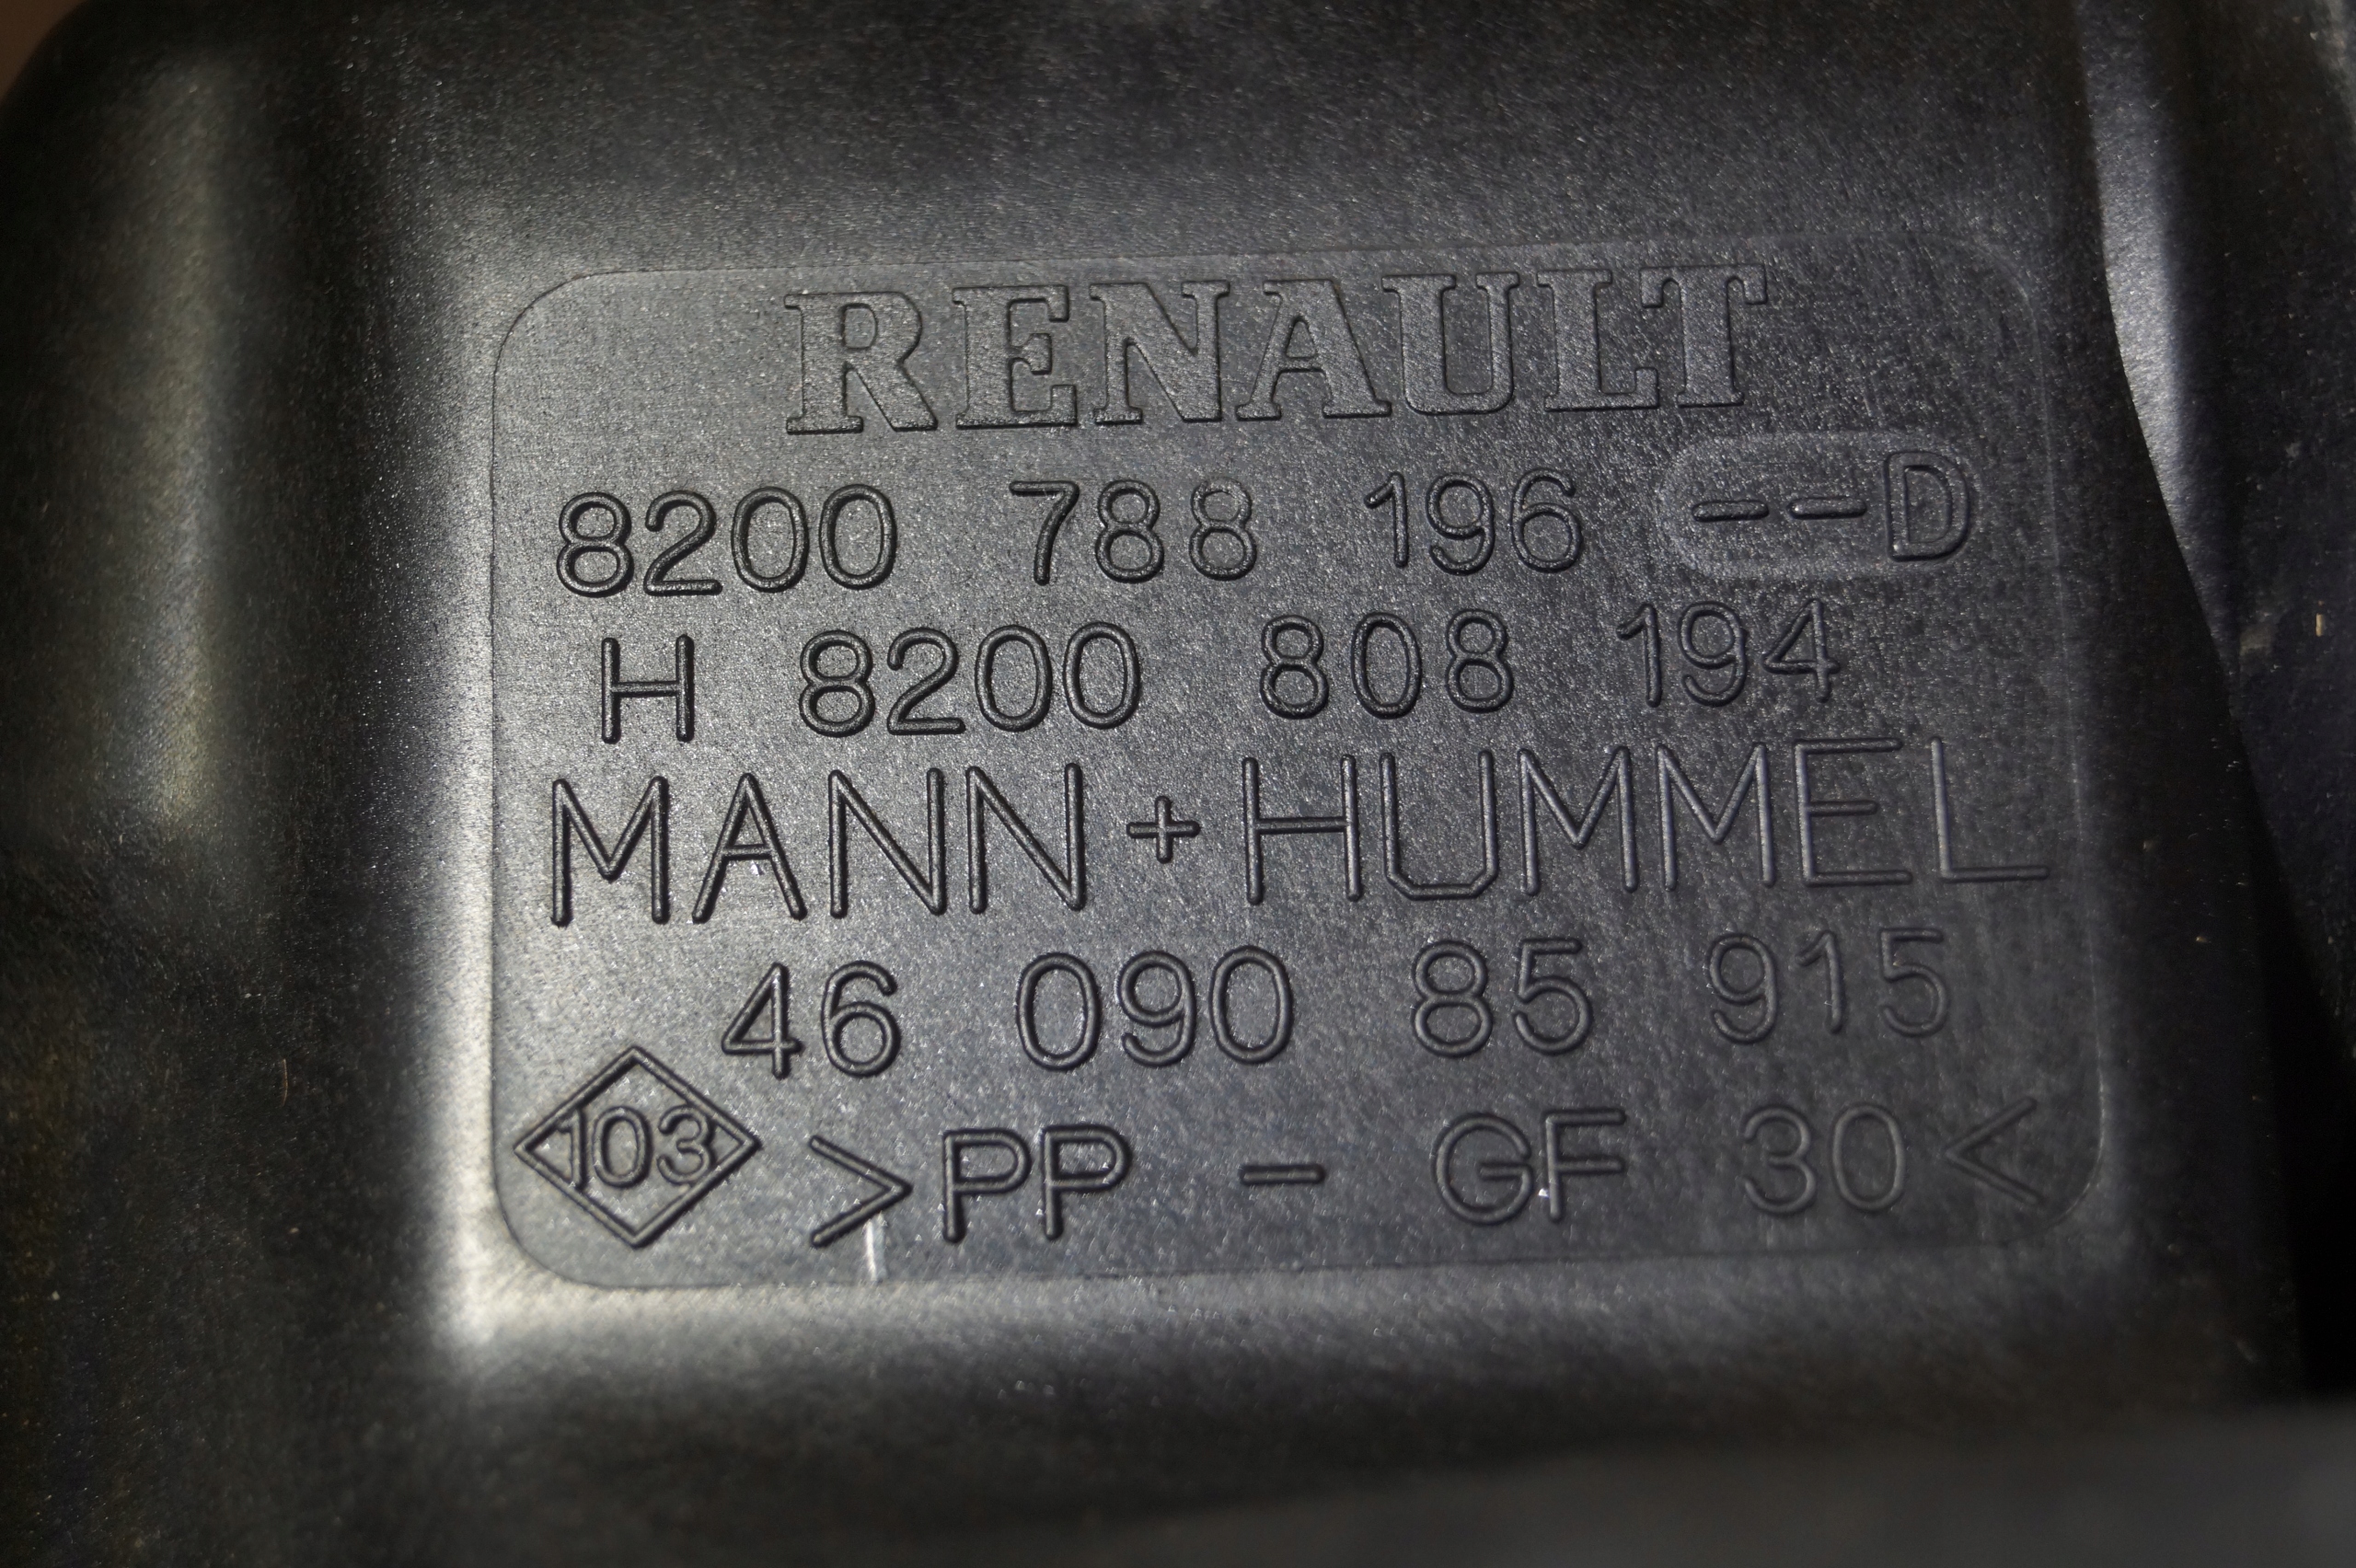 RENAULT
8200 788 196 --D
H 8200 808 194
MANN+HUMMEL
46 090 85 915
103 >PP - GF 30<